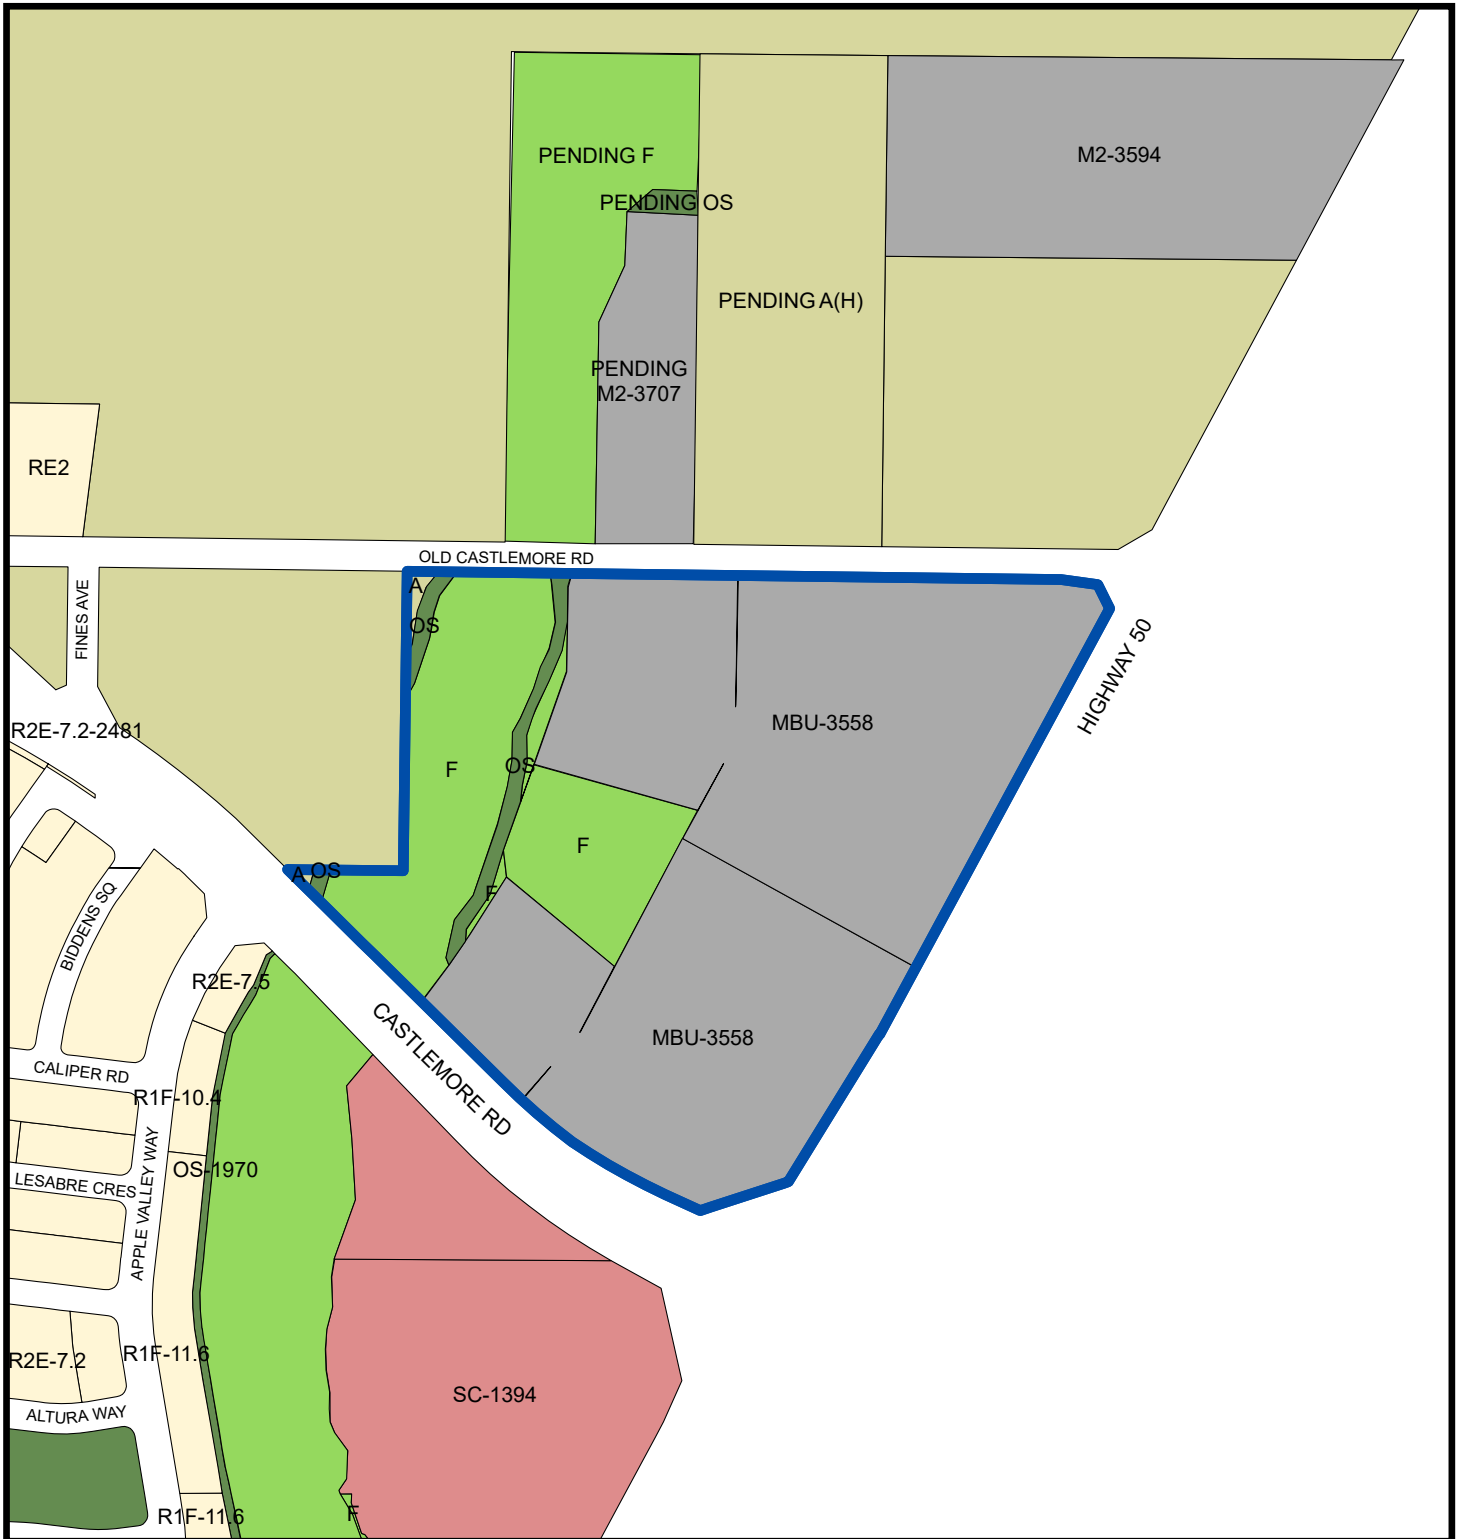 PENDING F
M2-3594
PENDING OS
PENDING A(H)
PENDING
M2-3707
RE2
OLD CASTLEMORE RD
FINES AVE
A
OS
HIGHWAY 50
R2E-7.2-2481
MBU-3558
F
OS
F
A
OS
F
BIDDENS SQ
R2E-7.5
CASTLEMORE RD
MBU-3558
CALIPER RD
R1F-10.4
OS-1970
LESABRE CRES
APPLE VALLEY WAY
R2E-7.2
R1F-11.6
SC-1394
ALTURA WAY
R1F-11.6
F